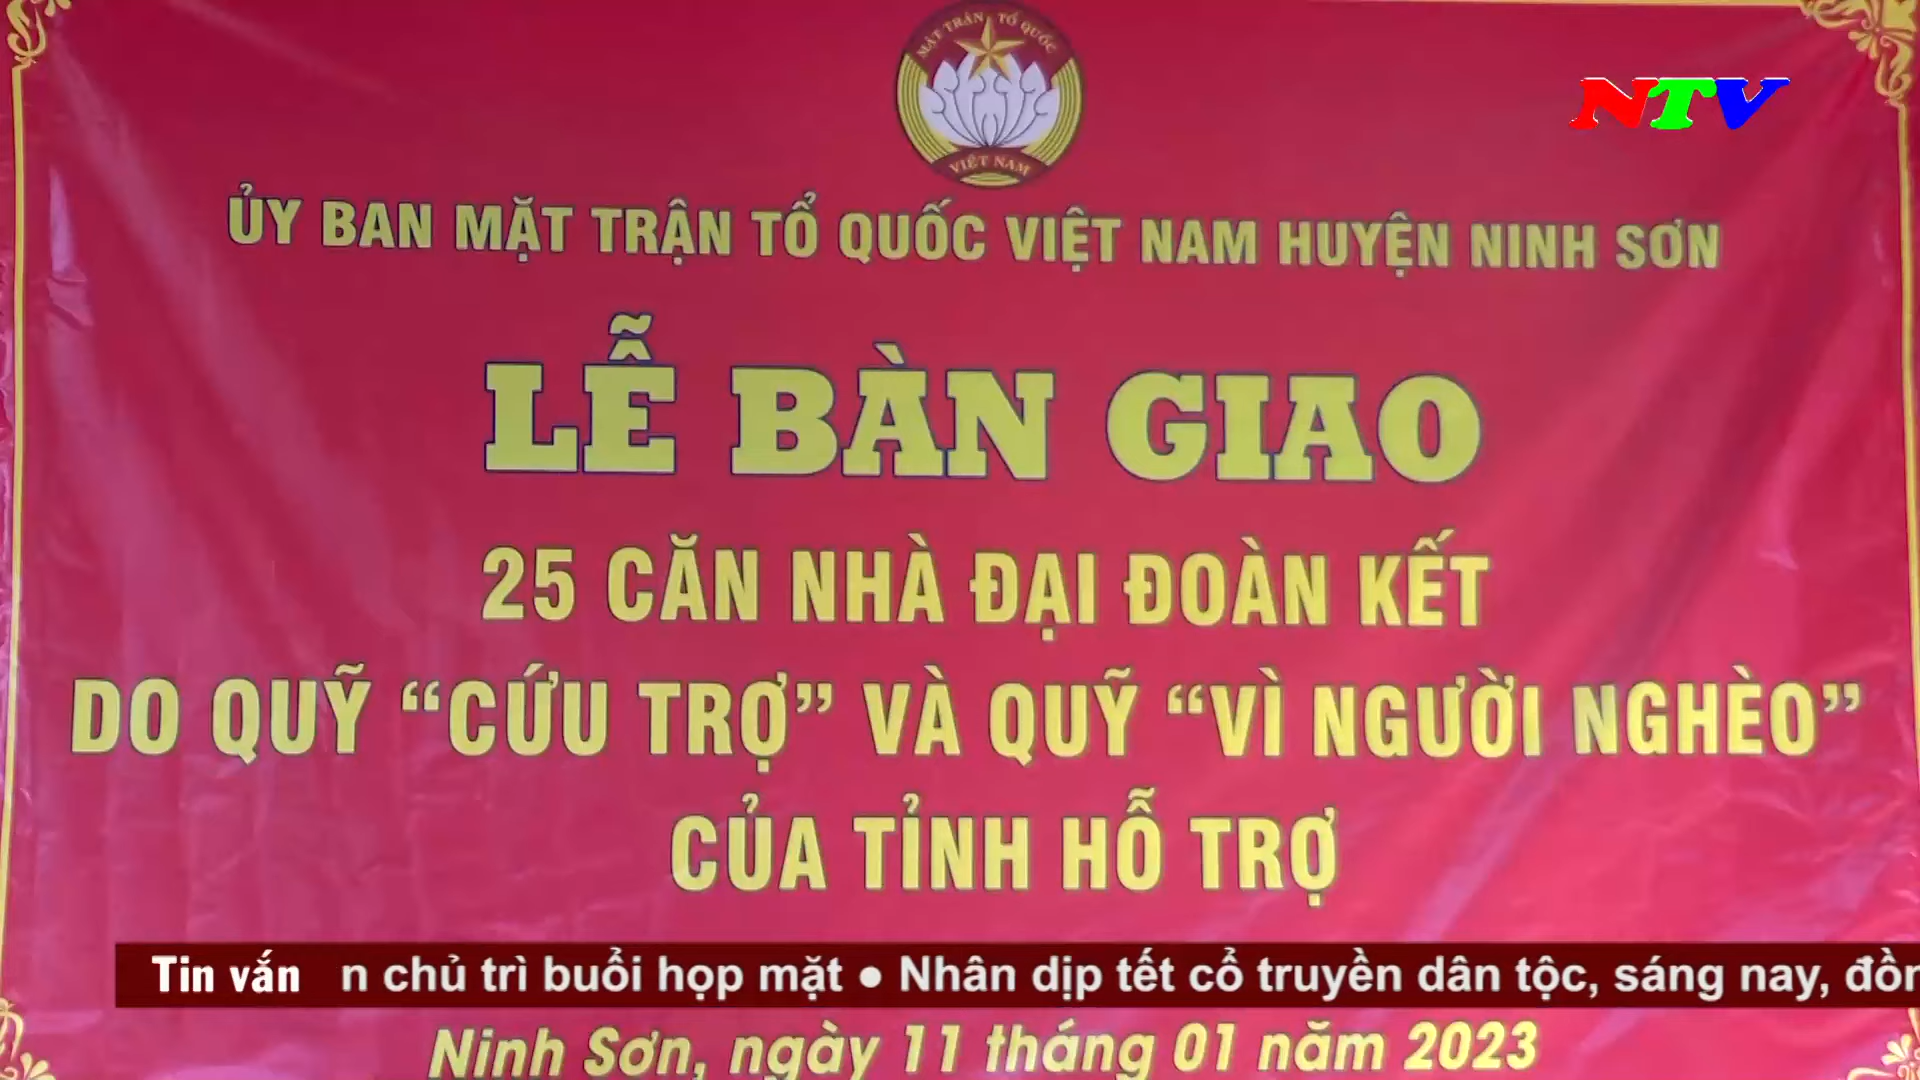 MẶT TRẬN TỔ QUỐC
VIỆT NAM
NTV
ỦY BAN MẶT TRẬN TỔ QUỐC VIỆT NAM HUYỆN NINH SƠN
LỄ BÀN GIAO
25 CĂN NHÀ ĐẠI ĐOÀN KẾT
DO QUỸ “CỨU TRỢ” VÀ QUỸ “VÌ NGƯỜI NGHÈO”
CỦA TỈNH HỖ TRỢ
Tin vắn n chủ trì buổi họp mặt ● Nhân dịp tết cổ truyền dân tộc, sáng nay, đồn
Ninh Sơn, ngày 11 tháng 01 năm 2023